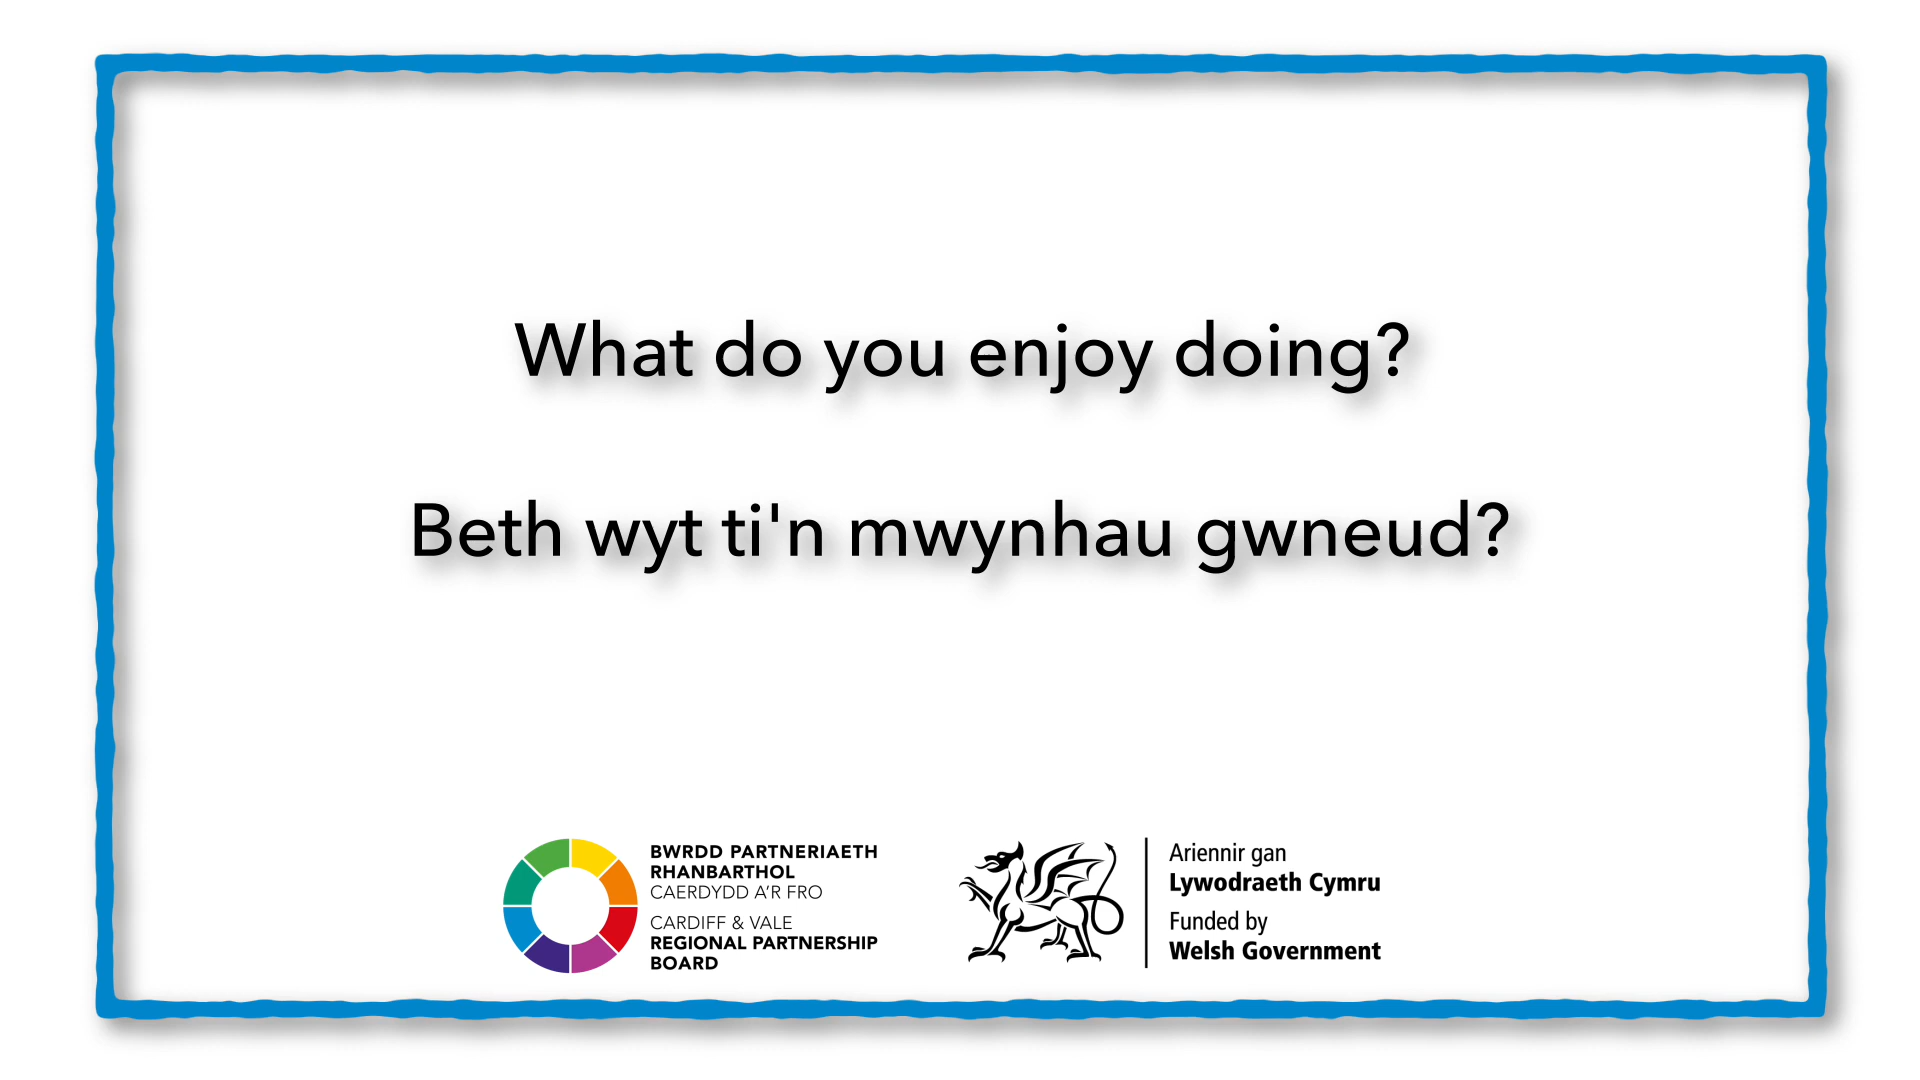 What do you enjoy doing?
Beth wyt ti'n mwynhau gwneud?
BWRDD PARTNERIAETH
RHANBARTHOL
CAERDYDD A'R FRO
CARDIFF & VALE
REGIONAL PARTNERSHIP
BOARD
Ariennir gan
Lywodraeth Cymru
Funded by
Welsh Government